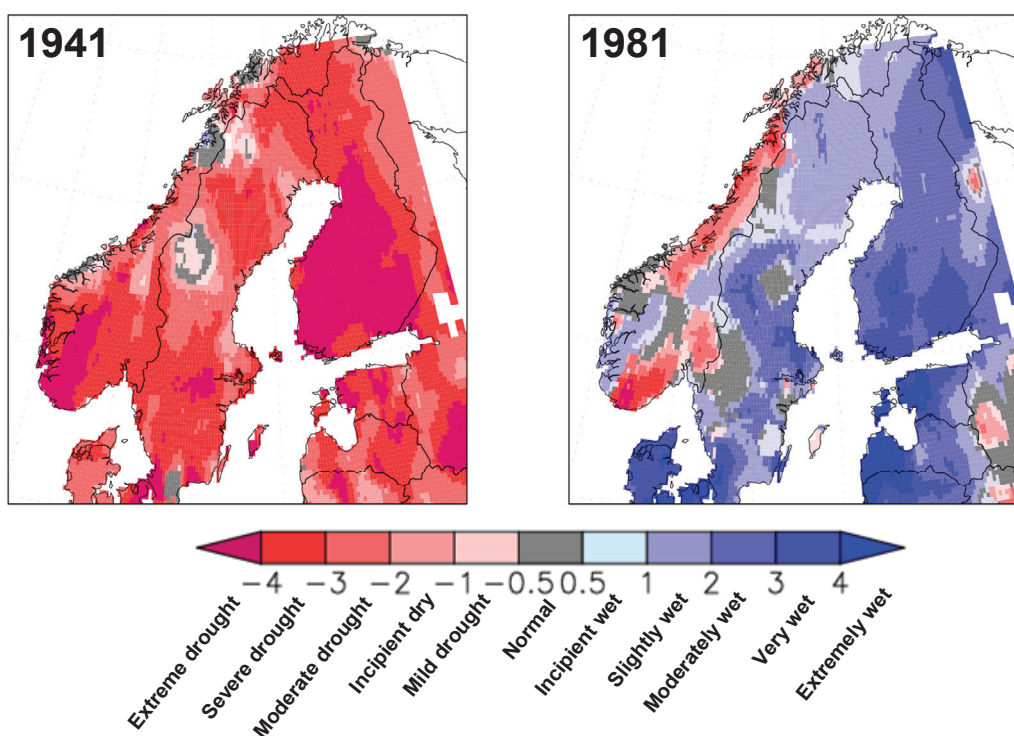 1941
1981
−4 −3 −2 −1 −0.5 0.5 1 2 3 4
Extreme drought
Severe drought
Moderate drought
Incipient dry
Mild drought
Normal
Incipient wet
Slightly wet
Moderately wet
Very wet
Extremely wet